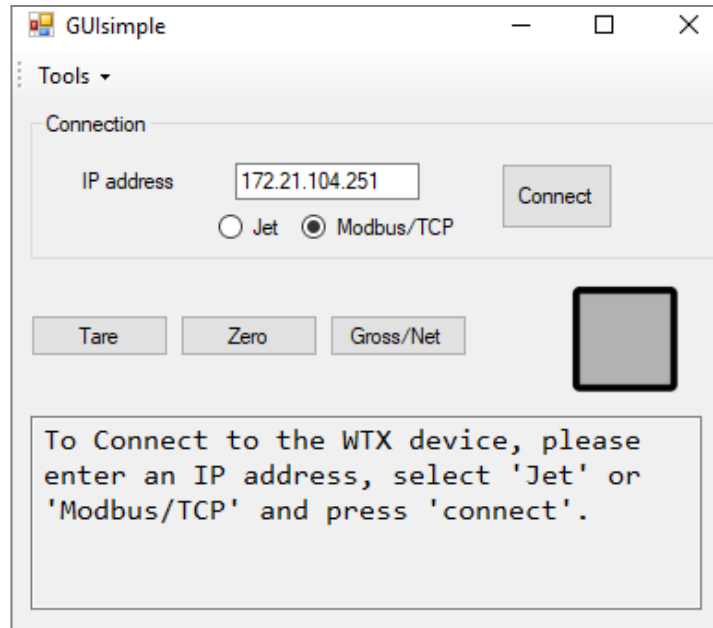 GUIsimple
Tools
Connection
IP address 172.21.104.251 Connect
Jet Modbus/TCP
Tare Zero Gross/Net
To Connect to the WTX device, please
enter an IP address, select 'Jet' or
'Modbus/TCP' and press 'connect'.